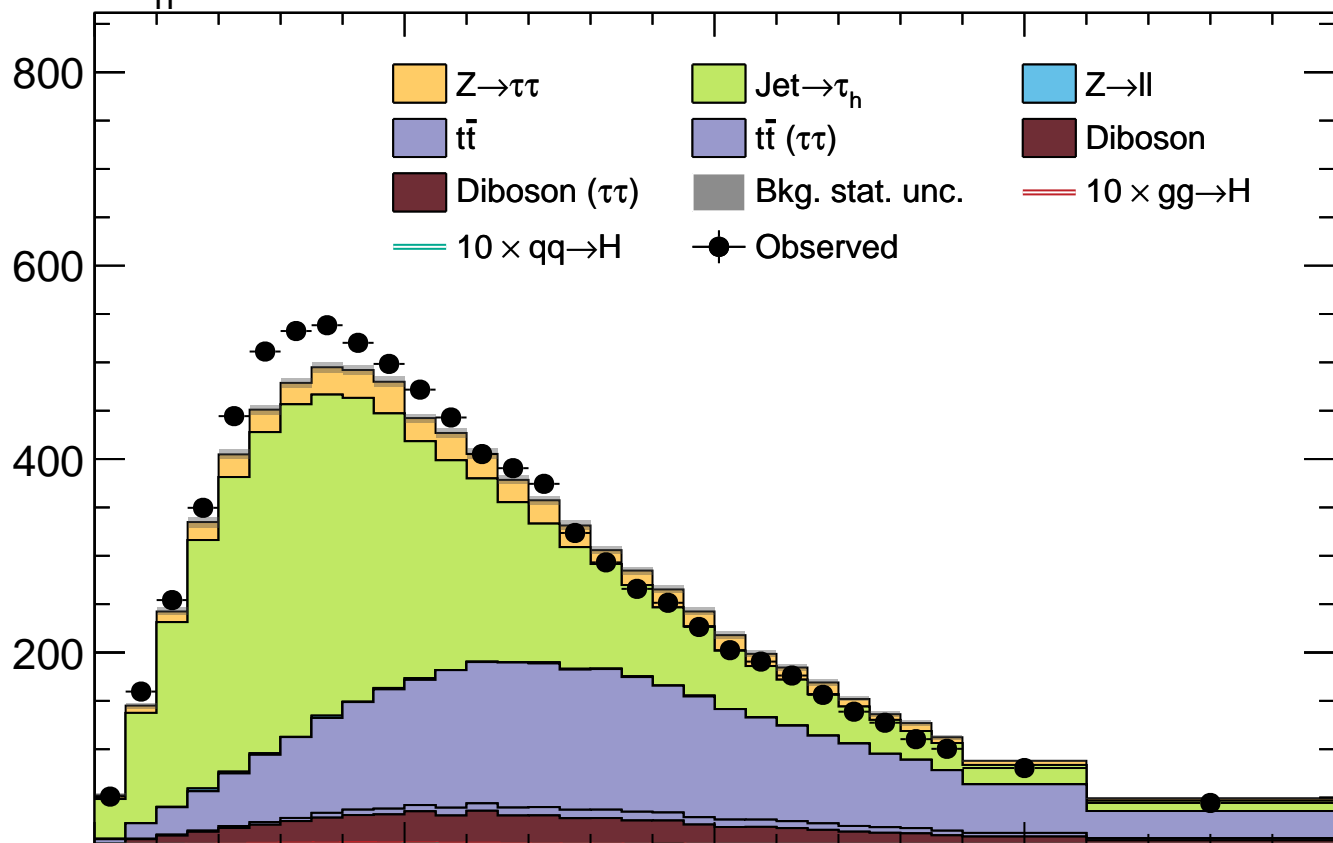 800
Z→ττ Jet→τh Z→ll
tt̄ tt̄ (ττ) Diboson
Diboson (ττ) Bkg. stat. unc. 10 × gg→H
10 × qq→H Observed
600
400
200